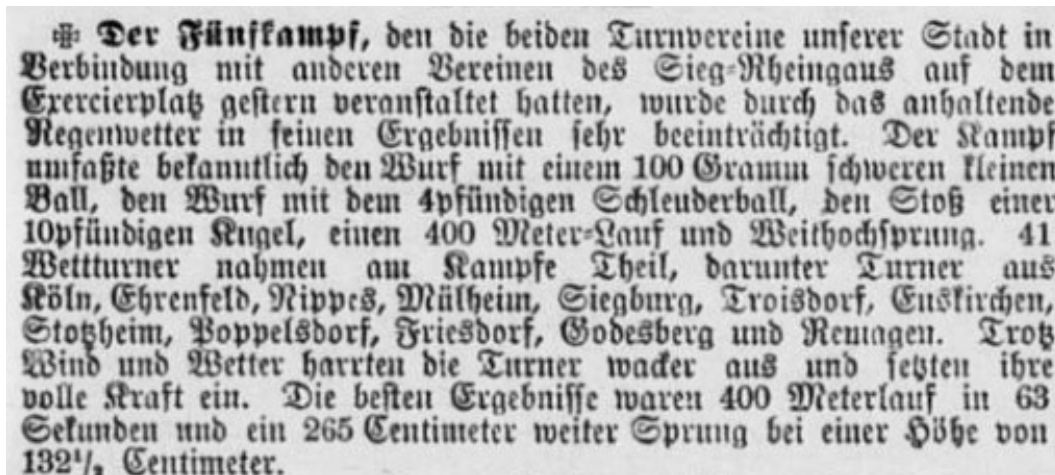 ⁜ Der Fünfkampf, den die beiden Turnvereine unserer Stadt in
Verbindung mit anderen Vereinen des Sieg-Rheingaus auf dem
Exercierplatz gestern veranstaltet hatten, wurde durch das anhaltende
Regenwetter in seinen Ergebnissen sehr beeinträchtigt. Der Kampf
umfaßte bekanntlich den Wurf mit einem 100 Gramm schweren kleinen
Ball, den Wurf mit dem 4pfündigen Schleuderball, den Stoß einer
10pfündigen Kugel, einen 400 Meter-Lauf und Weithochsprung. 41
Wettturner nahmen am Kampfe Theil, darunter Turner aus
Köln, Ehrenfeld, Nippes, Mülheim, Siegburg, Troisdorf, Euskirchen,
Stotzheim, Poppelsdorf, Friesdorf, Godesberg und Remagen. Trotz
Wind und Wetter harrten die Turner wacker aus und setzten ihre
volle Kraft ein. Die besten Ergebnisse waren 400 Meterlauf in 63
Sekunden und ein 265 Centimeter weiter Sprung bei einer Höhe von
132¹/₂ Centimeter.